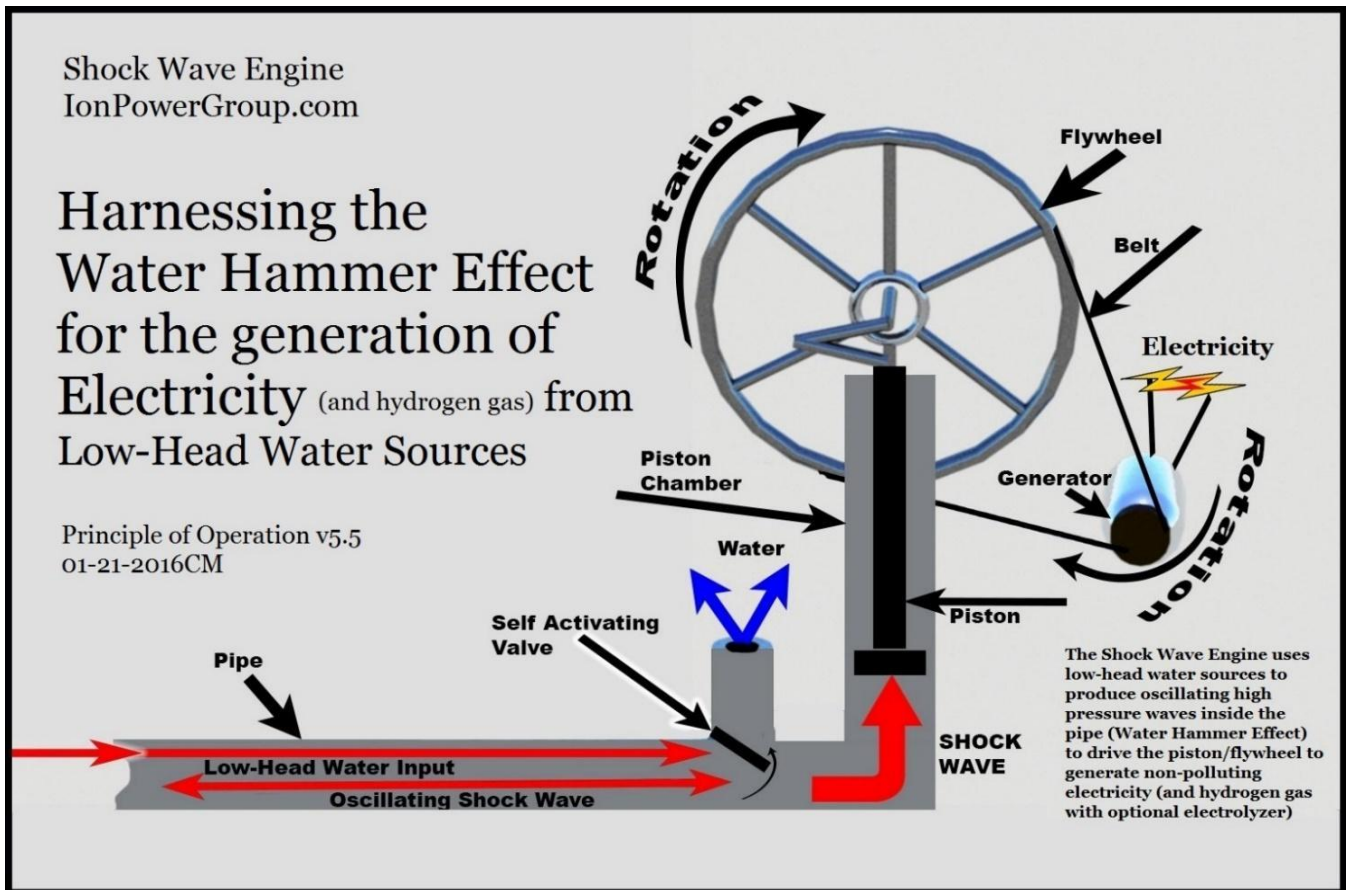 Shock Wave Engine
IonPowerGroup.com
Harnessing the
Water Hammer Effect
for the generation of
Electricity (and hydrogen gas) from
Low-Head Water Sources
Principle of Operation v5.5
01-21-2016CM
Rotation
Flywheel
Belt
Electricity
Generator
Rotation
Piston
Chamber
Water
Piston
Self Activating
Valve
Pipe
Low-Head Water Input
Oscillating Shock Wave
SHOCK
WAVE
The Shock Wave Engine uses
low-head water sources to
produce oscillating high
pressure waves inside the
pipe (Water Hammer Effect)
to drive the piston/flywheel to
generate non-polluting
electricity (and hydrogen gas
with optional electrolyzer)